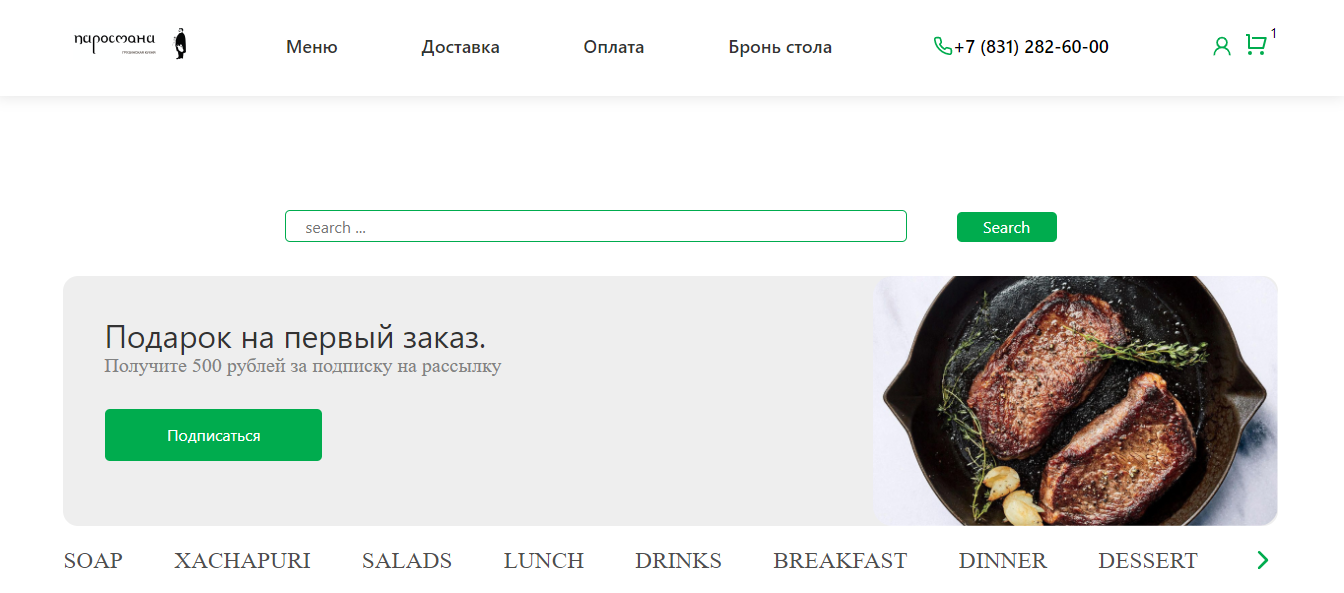 пиросмани
ГРУЗИНСКАЯ КУХНЯ
Меню
Доставка
Оплата
Бронь стола
+7 (831) 282-60-00
1
search ...
Search
Подарок на первый заказ.
Получите 500 рублей за подписку на рассылку
Подписаться
SOAP
XACHAPURI
SALADS
LUNCH
DRINKS
BREAKFAST
DINNER
DESSERT